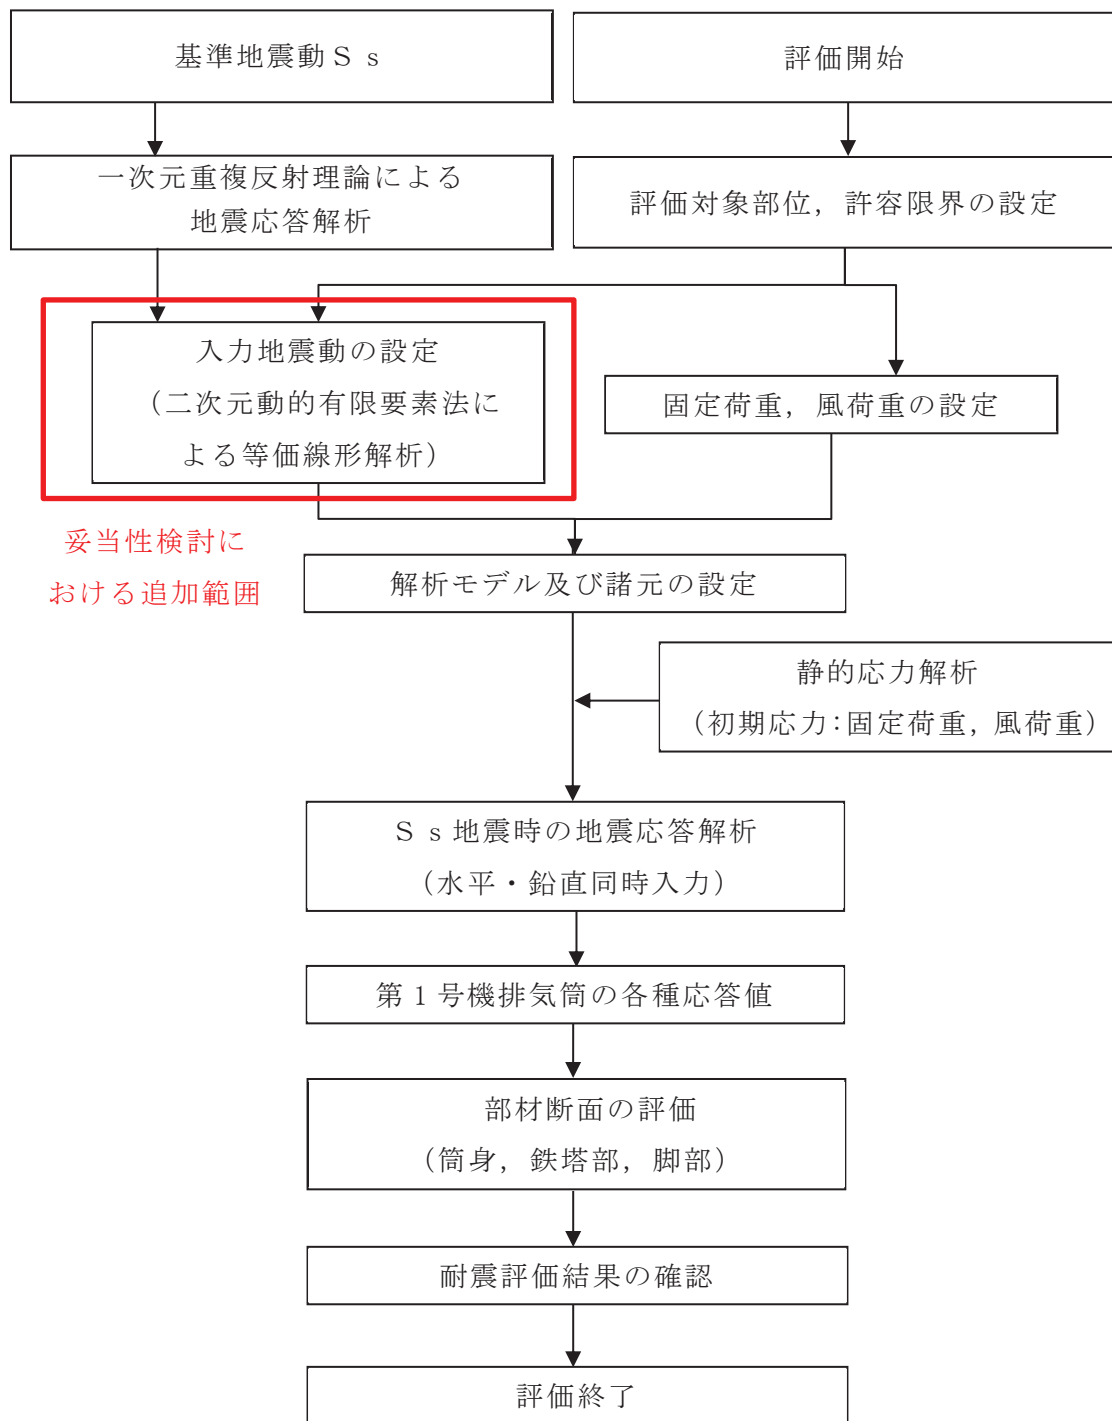 基準地震動Ｓｓ
評価開始
一次元重複反射理論による
地震応答解析
評価対象部位，許容限界の設定
入力地震動の設定
（二次元動的有限要素法に
よる等価線形解析）
固定荷重，風荷重の設定
妥当性検討に
おける追加範囲
解析モデル及び諸元の設定
静的応力解析
（初期応力：固定荷重，風荷重）
Ｓｓ地震時の地震応答解析
（水平・鉛直同時入力）
第１号機排気筒の各種応答値
部材断面の評価
（筒身，鉄塔部，脚部）
耐震評価結果の確認
評価終了